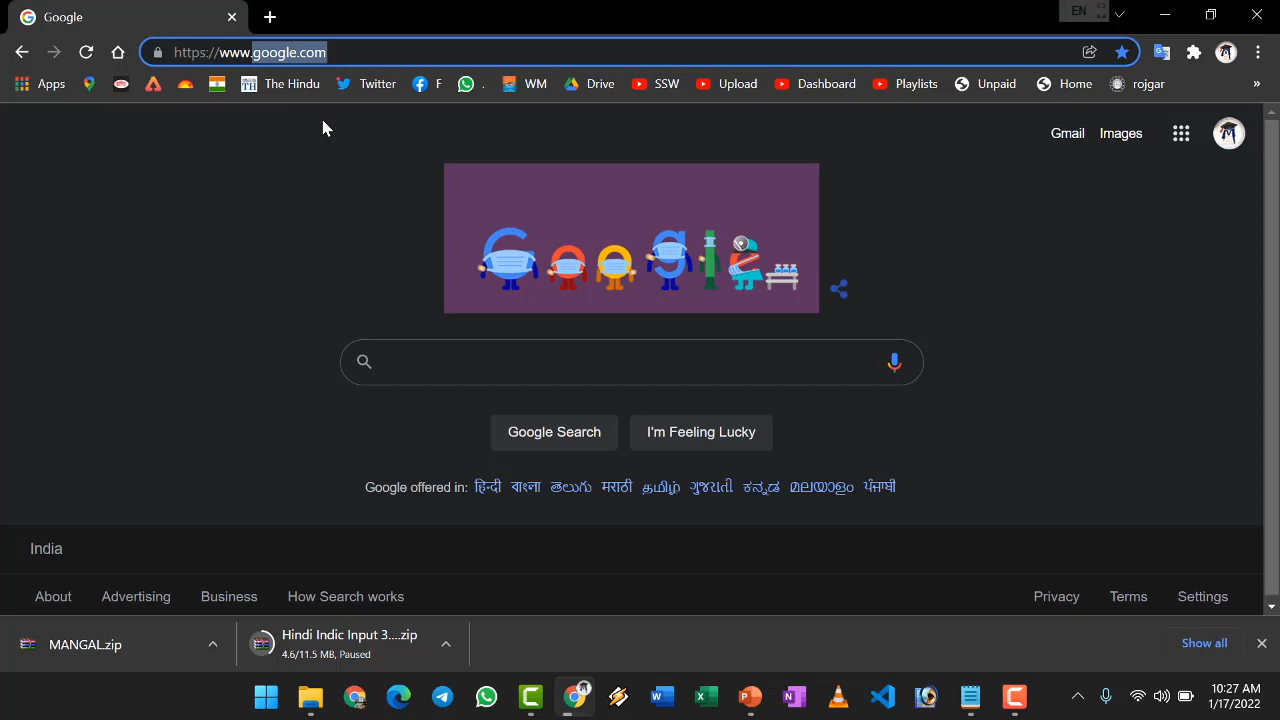 Google
EN
https://www.google.com
Apps
The Hindu
Twitter
F
.
WM
Drive
SSW
Upload
Dashboard
Playlists
Unpaid
Home
rojgar
»
Gmail
Images
Google
Google Search
I'm Feeling Lucky
Google offered in: हिन्दी বাংলা తెలుగు मराठी தமிழ் ગુજરાતી ಕನ್ನಡ മലയാളം ਪੰਜਾਬੀ
India
About
Advertising
Business
How Search works
Privacy
Terms
Settings
MANGAL.zip
Hindi Indic Input 3....zip
4.6/11.5 MB, Paused
Show all
10:27 AM
1/17/2022